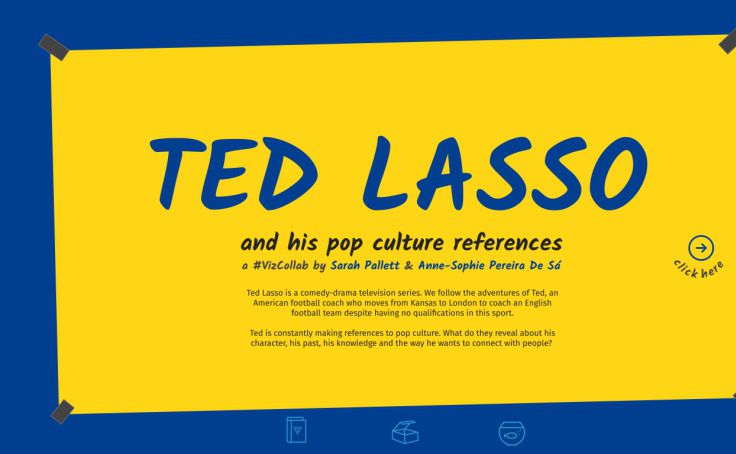 TED LASSO
and his pop culture references
a #VizCollab by Sarah Pallett & Anne-Sophie Pereira De Sá
Ted Lasso is a comedy-drama television series. We follow the adventures of Ted, an
American football coach who moves from Kansas to London to coach an English
football team despite having no qualifications in this sport.
Ted is constantly making references to pop culture. What do they reveal about his
character, his past, his knowledge and the way he wants to connect with people?
click here